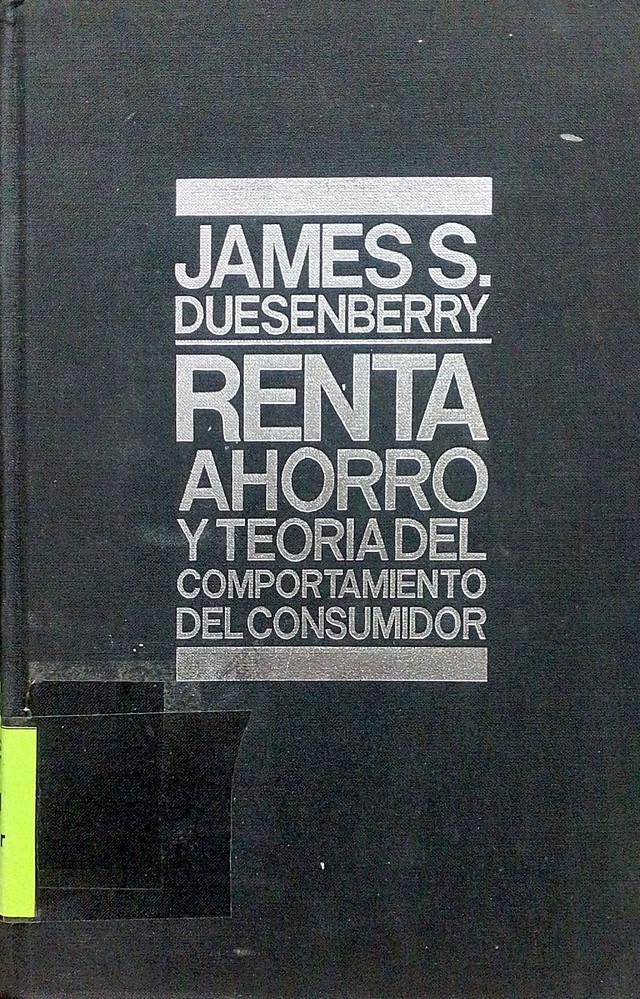 JAMES S.
DUESENBERRY
RENTA
AHORRO
Y TEORIA DEL
COMPORTAMIENTO
DEL CONSUMIDOR
r